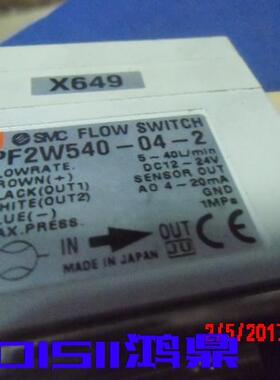 X649
SMC FLOW SWITCH
PF2W540-04-2
FLOWRATE. 5~40L/min
BROWN(+) DC12~24V
BLACK(OUT1) SENSOR OUT
WHITE(OUT2) AO 4~20mA
BLUE(-) GND
MAX.PRESS. 1MPa
IN OUT CE
MADE IN JAPAN
2/5/2017
鸿鼎